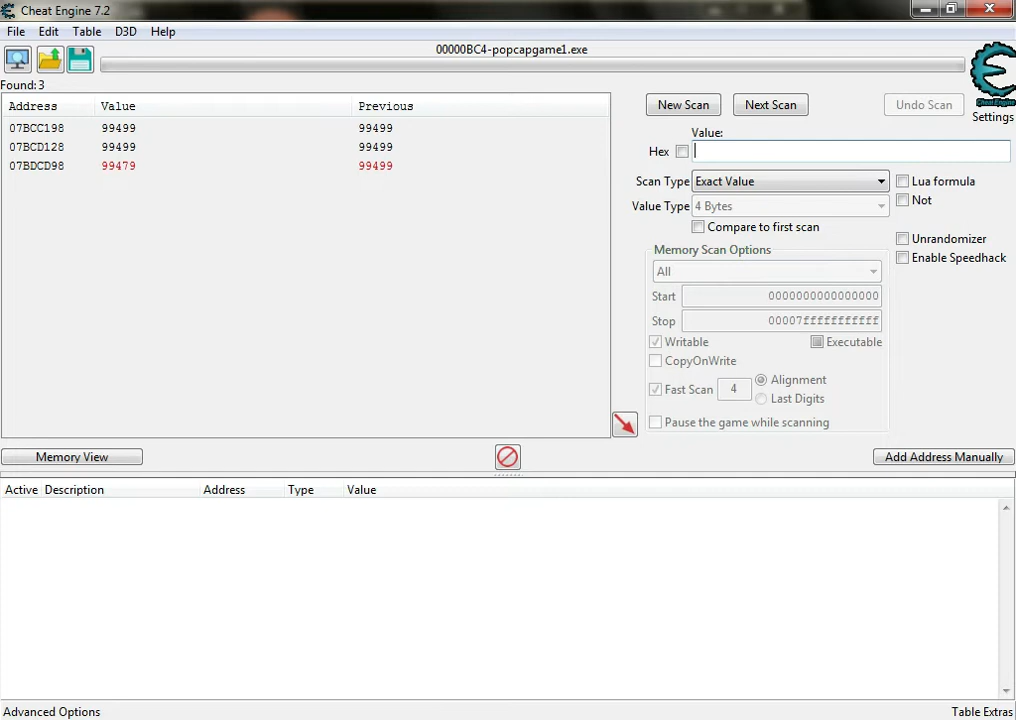 Cheat Engine 7.2
File Edit Table D3D Help
00000BC4-popcapgame1.exe
Found: 3
Address Value Previous
07BCC198 99499 99499
07BCD128 99499 99499
07BDCD98 99479 99499
New Scan Next Scan Undo Scan
Cheat Engine
Settings
Value:
Hex
Scan Type Exact Value Lua formula
Not
Value Type 4 Bytes
Compare to first scan
Unrandomizer
Memory Scan Options
Enable Speedhack
All
Start 0000000000000000
Stop 00007fffffffffff
Writable Executable
CopyOnWrite
Fast Scan 4 Alignment
Last Digits
Pause the game while scanning
Memory View Add Address Manually
Active Description Address Type Value
Advanced Options Table Extras